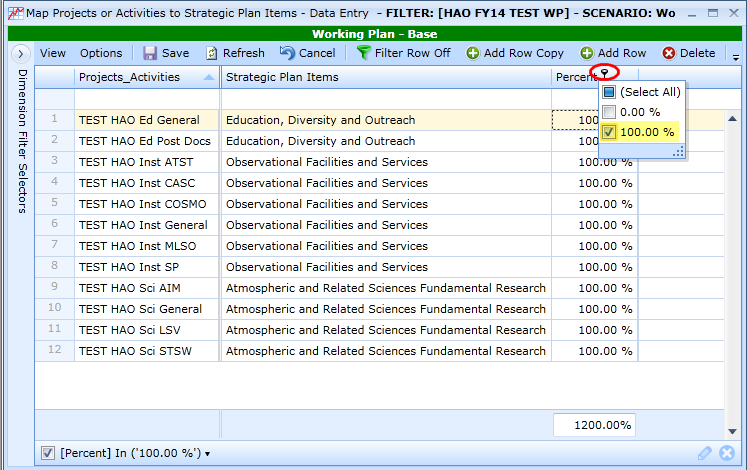 Map Projects or Activities to Strategic Plan Items - Data Entry - FILTER: [HAO FY14 TEST WP] - SCENARIO: Wo
Working Plan - Base
View Options Save Refresh Cancel Filter Row Off Add Row Copy Add Row Delete
Dimension Filter Selectors
Projects_Activities Strategic Plan Items Percent
(Select All)
0.00 %
100.00 %
1 TEST HAO Ed General Education, Diversity and Outreach 100
2 TEST HAO Ed Post Docs Education, Diversity and Outreach 100
3 TEST HAO Inst ATST Observational Facilities and Services 100.00 %
4 TEST HAO Inst CASC Observational Facilities and Services 100.00 %
5 TEST HAO Inst COSMO Observational Facilities and Services 100.00 %
6 TEST HAO Inst General Observational Facilities and Services 100.00 %
7 TEST HAO Inst MLSO Observational Facilities and Services 100.00 %
8 TEST HAO Inst SP Observational Facilities and Services 100.00 %
9 TEST HAO Sci AIM Atmospheric and Related Sciences Fundamental Research 100.00 %
10 TEST HAO Sci General Atmospheric and Related Sciences Fundamental Research 100.00 %
11 TEST HAO Sci LSV Atmospheric and Related Sciences Fundamental Research 100.00 %
12 TEST HAO Sci STSW Atmospheric and Related Sciences Fundamental Research 100.00 %
1200.00%
[Percent] In ('100.00 %')